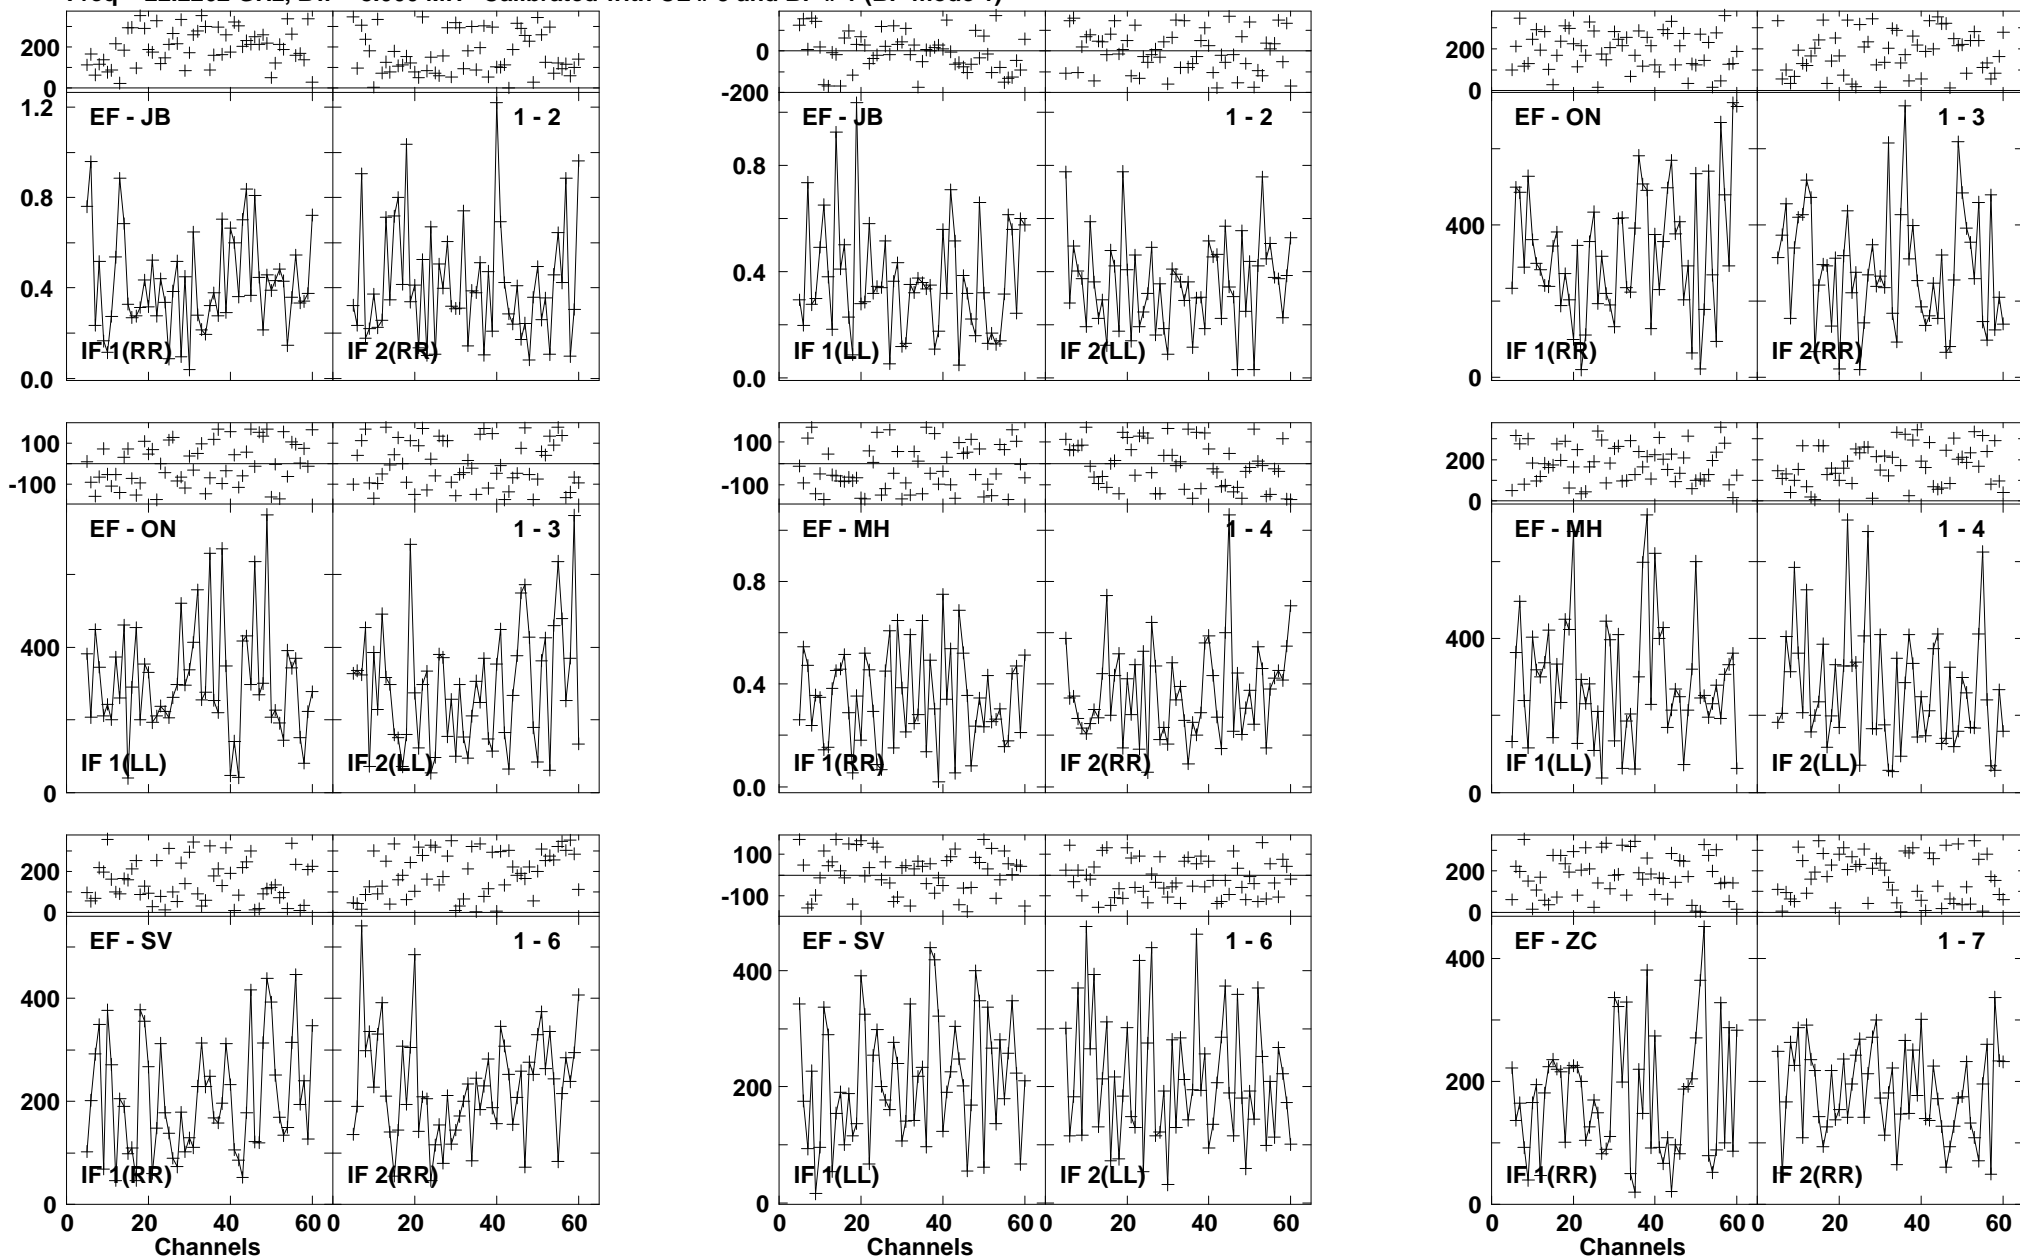 200
0
0
-200
200
0
1.2
0.8
0.4
0.0
EF - JB
1 - 2
IF 1(RR)
IF 2(RR)
0.8
0.4
0.0
EF - JB
1 - 2
IF 1(LL)
IF 2(LL)
400
0
EF - ON
1 - 3
IF 1(RR)
IF 2(RR)
100
-100
100
-100
200
0
400
0
EF - ON
1 - 3
IF 1(LL)
IF 2(LL)
0.8
0.4
0.0
EF - MH
1 - 4
IF 1(RR)
IF 2(RR)
400
0
EF - MH
1 - 4
IF 1(LL)
IF 2(LL)
200
0
100
-100
200
0
400
200
0
EF - SV
1 - 6
IF 1(RR)
IF 2(RR)
400
200
0
EF - SV
1 - 6
IF 1(LL)
IF 2(LL)
400
200
0
EF - ZC
1 - 7
IF 1(RR)
IF 2(RR)
0 20 40 60 0 20 40 60
0 20 40 60 0 20 40 60
0 20 40 60 0 20 40 60
Channels
Channels
Channels